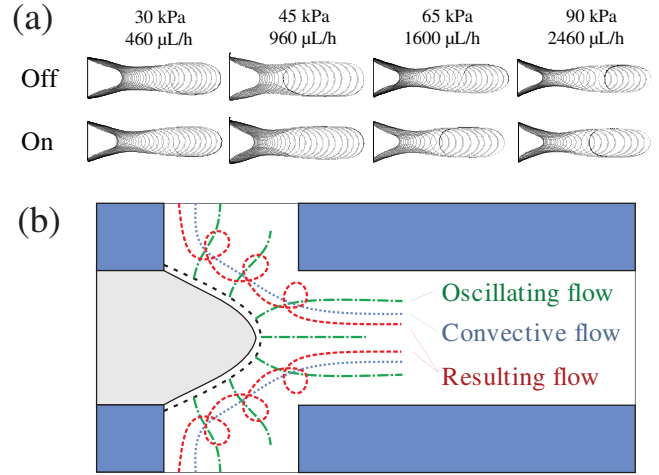 (a)
30 kPa 45 kPa 65 kPa 90 kPa
460 μL/h 960 μL/h 1600 μL/h 2460 μL/h
Off
On
(b)
Oscillating flow
Convective flow
Resulting flow